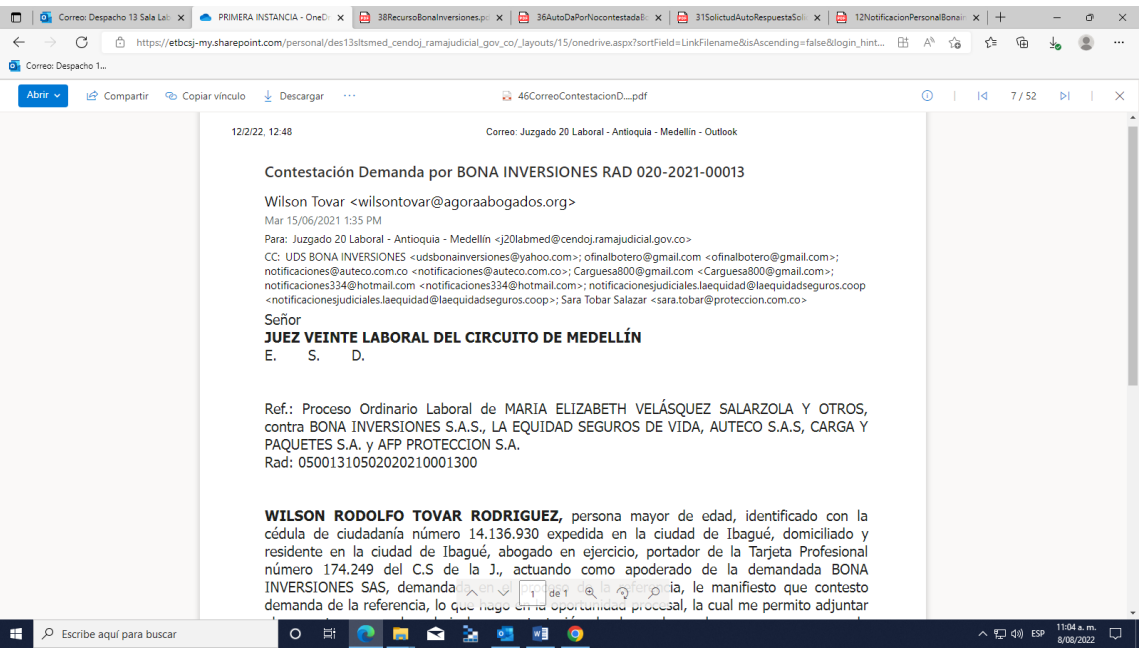 Correo: Despacho 13 Sala Lab
PRIMERA INSTANCIA - OneD
38RecursoBonaInversiones.p
36AutoDaPorNocontestadaB
31SolictudAutoRespuestaSoli
12NotificacionPersonalBonain
https://etbcsj-my.sharepoint.com/personal/des13sltsmed_cendoj_ramajudicial_gov_co/_layouts/15/onedrive.aspx?sortField=LinkFilename&isAscending=false&login_hint...
Correo: Despacho 1...
Abrir
Compartir
Copiar vínculo
Descargar
46CorreoContestacionD....pdf
7 / 52
12/2/22, 12:48
Correo: Juzgado 20 Laboral - Antioquia - Medellín - Outlook
Contestación Demanda por BONA INVERSIONES RAD 020-2021-00013
Wilson Tovar <wilsontovar@agoraabogados.org>
Mar 15/06/2021 1:35 PM
Para: Juzgado 20 Laboral - Antioquia - Medellín <j20labmed@cendoj.ramajudicial.gov.co>
CC: UDS BONA INVERSIONES <udsbonainversiones@yahoo.com>; ofinalbotero@gmail.com <ofinalbotero@gmail.com>;
notificaciones@auteco.com.co <notificaciones@auteco.com.co>; Carguesa800@gmail.com <Carguesa800@gmail.com>;
notificaciones334@hotmail.com <notificaciones334@hotmail.com>; notificacionesjudiciales.laequidad@laequidadseguros.coop
<notificacionesjudiciales.laequidad@laequidadseguros.coop>; Sara Tobar Salazar <sara.tobar@proteccion.com.co>
Señor
JUEZ VEINTE LABORAL DEL CIRCUITO DE MEDELLÍN
E. S. D.
Ref.: Proceso Ordinario Laboral de MARIA ELIZABETH VELÁSQUEZ SALARZOLA Y OTROS,
contra BONA INVERSIONES S.A.S., LA EQUIDAD SEGUROS DE VIDA, AUTECO S.A.S, CARGA Y
PAQUETES S.A. y AFP PROTECCION S.A.
Rad: 05001310502020210001300
WILSON RODOLFO TOVAR RODRIGUEZ, persona mayor de edad, identificado con la
cédula de ciudadanía número 14.136.930 expedida en la ciudad de Ibagué, domiciliado y
residente en la ciudad de Ibagué, abogado en ejercicio, portador de la Tarjeta Profesional
número 174.249 del C.S de la J., actuando como apoderado de la demandada BONA
INVERSIONES SAS, demandada en el proceso de la referencia, le manifiesto que contesto
demanda de la referencia, lo que hago en la oportunidad procesal, la cual me permito adjuntar
1 de 1
Escribe aquí para buscar
ESP
11:04 a. m.
8/08/2022